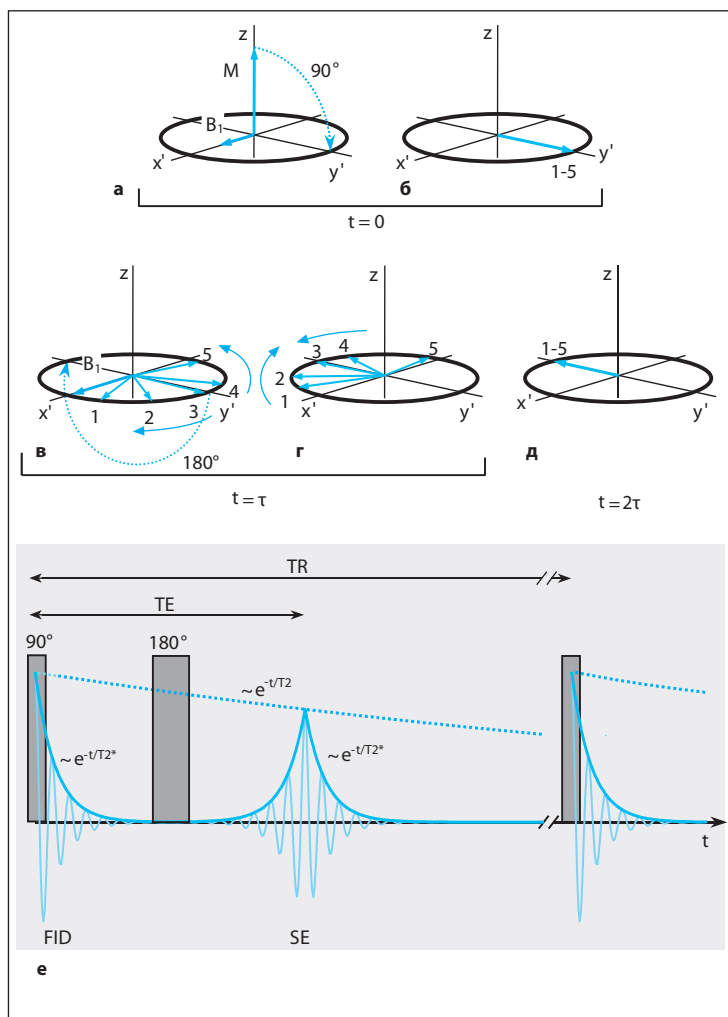 z
M
90°
B₁
x'
y'
а
z
x'
y'
1-5
б
t = 0
z
B₁
5
4
3
2
1
x'
y'
180°
в
z
3
4
5
2
1
x'
y'
г
t = τ
z
1-5
x'
y'
д
t = 2τ
TR
TE
90°
180°
~e^-t/T2
~e^-t/T2*
~e^-t/T2*
t
FID
SE
е